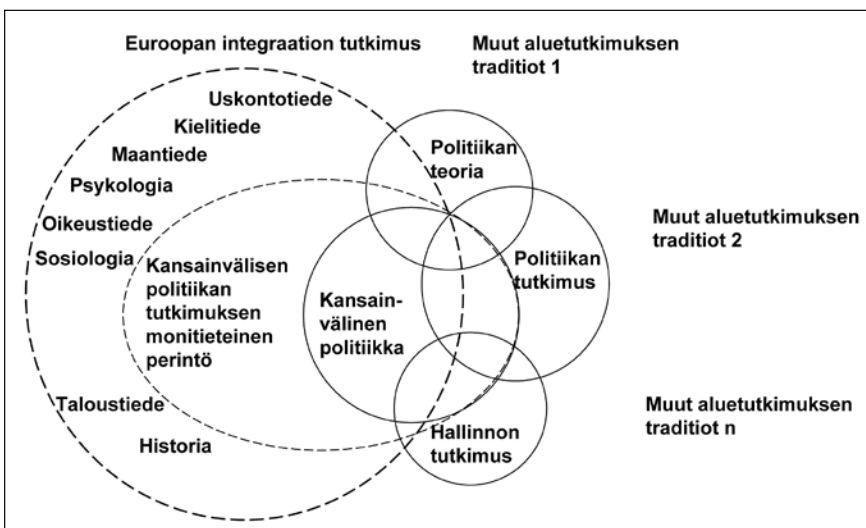 Euroopan integraation tutkimus
Muut aluetutkimuksen
traditiot 1
Uskontotiede
Kielitiede
Maantiede
Psykologia
Oikeustiede
Sosiologia
Kansainvälisen
politiikan
tutkimuksen
monitieteinen
perintö
Taloustiede
Historia
Politiikan
teoria
Kansain-
välinen
politiikka
Politiikan
tutkimus
Hallinnon
tutkimus
Muut aluetutkimuksen
traditiot 2
Muut aluetutkimuksen
traditiot n